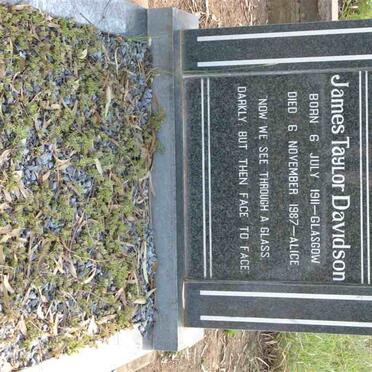 James Taylor Davidson
BORN 6 JULY 1911—GLASGOW
DIED 6 NOVEMBER 1987—ALICE
NOW WE SEE THROUGH A GLASS,
DARKLY BUT THEN FACE TO FACE